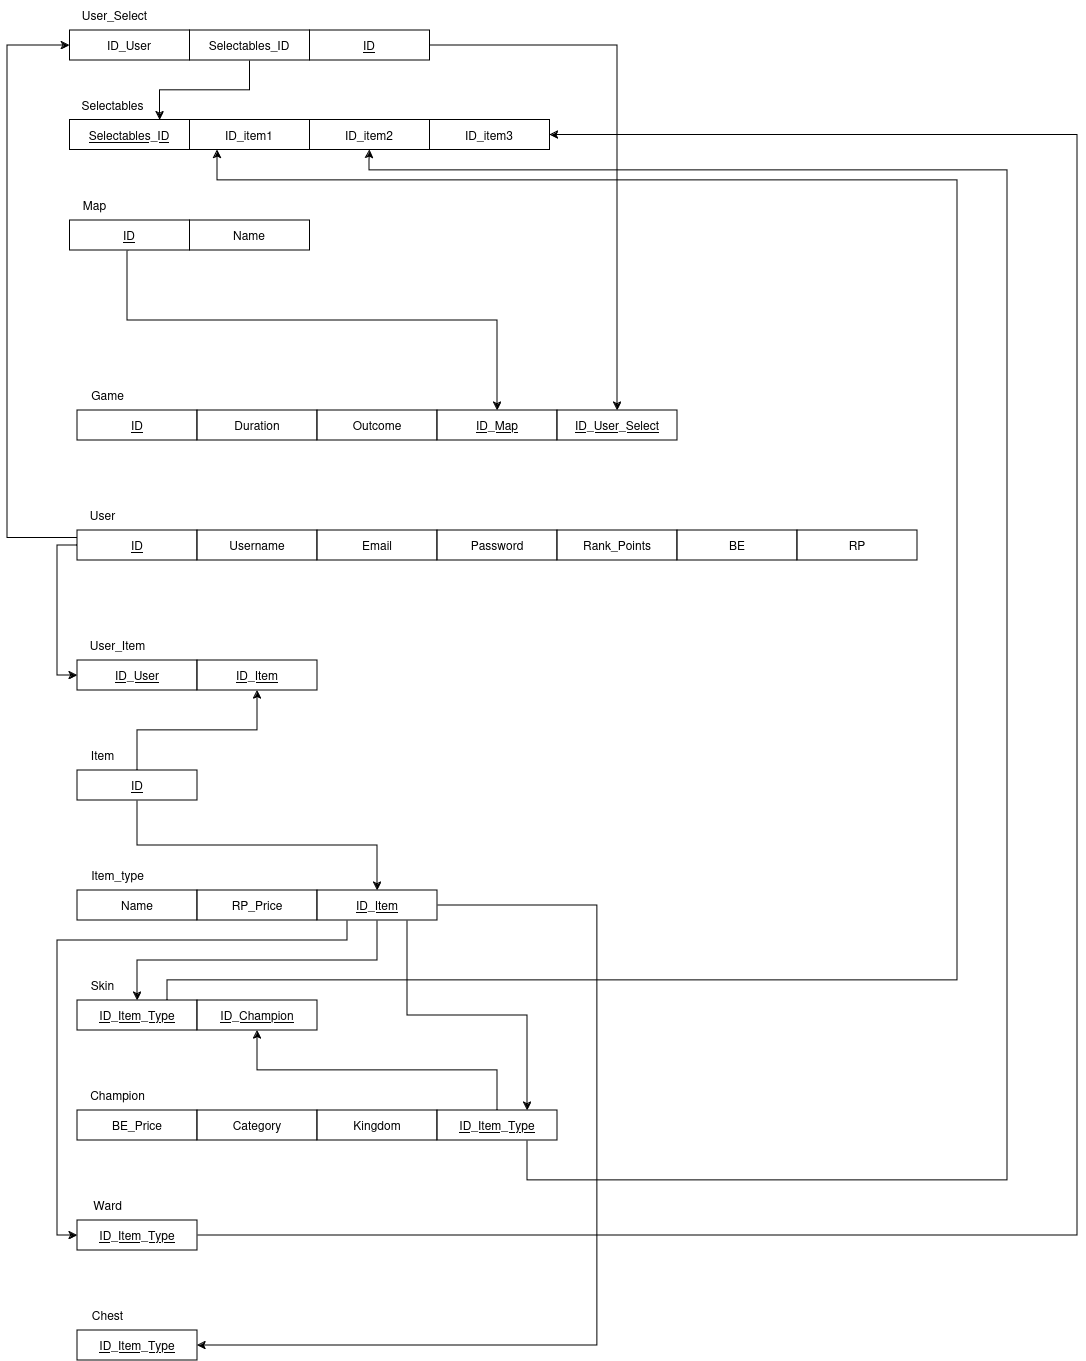 User_Select
ID_User Selectables_ID ID
Selectables
Selectables_ID ID_item1 ID_item2 ID_item3
Map
ID Name
Game
ID Duration Outcome ID_Map ID_User_Select
User
ID Username Email Password Rank_Points BE RP
User_Item
ID_User ID_Item
Item
ID
Item_type
Name RP_Price ID_Item
Skin
ID_Item_Type ID_Champion
Champion
BE_Price Category Kingdom ID_Item_Type
Ward
ID_Item_Type
Chest
ID_Item_Type